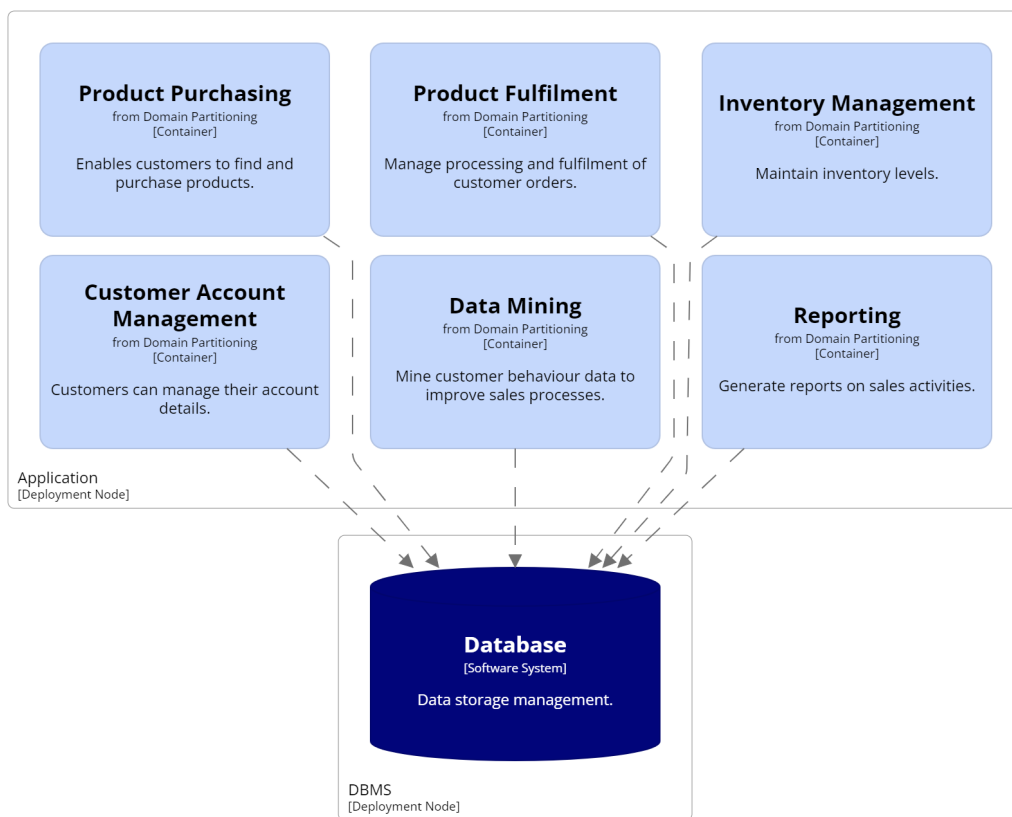 Product Purchasing
from Domain Partitioning
[Container]
Enables customers to find and
purchase products.
Product Fulfilment
from Domain Partitioning
[Container]
Manage processing and fulfilment of
customer orders.
Inventory Management
from Domain Partitioning
[Container]
Maintain inventory levels.
Customer Account
Management
from Domain Partitioning
[Container]
Customers can manage their account
details.
Data Mining
from Domain Partitioning
[Container]
Mine customer behaviour data to
improve sales processes.
Reporting
from Domain Partitioning
[Container]
Generate reports on sales activities.
Application
[Deployment Node]
Database
[Software System]
Data storage management.
DBMS
[Deployment Node]